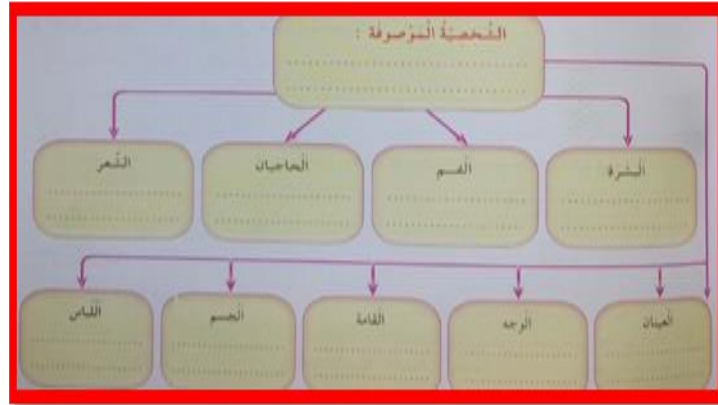 الشخصية الموصوفة :
البشرة
الفم
الحاجبان
الشعر
العينان
الوجه
القامة
الجسم
اللباس